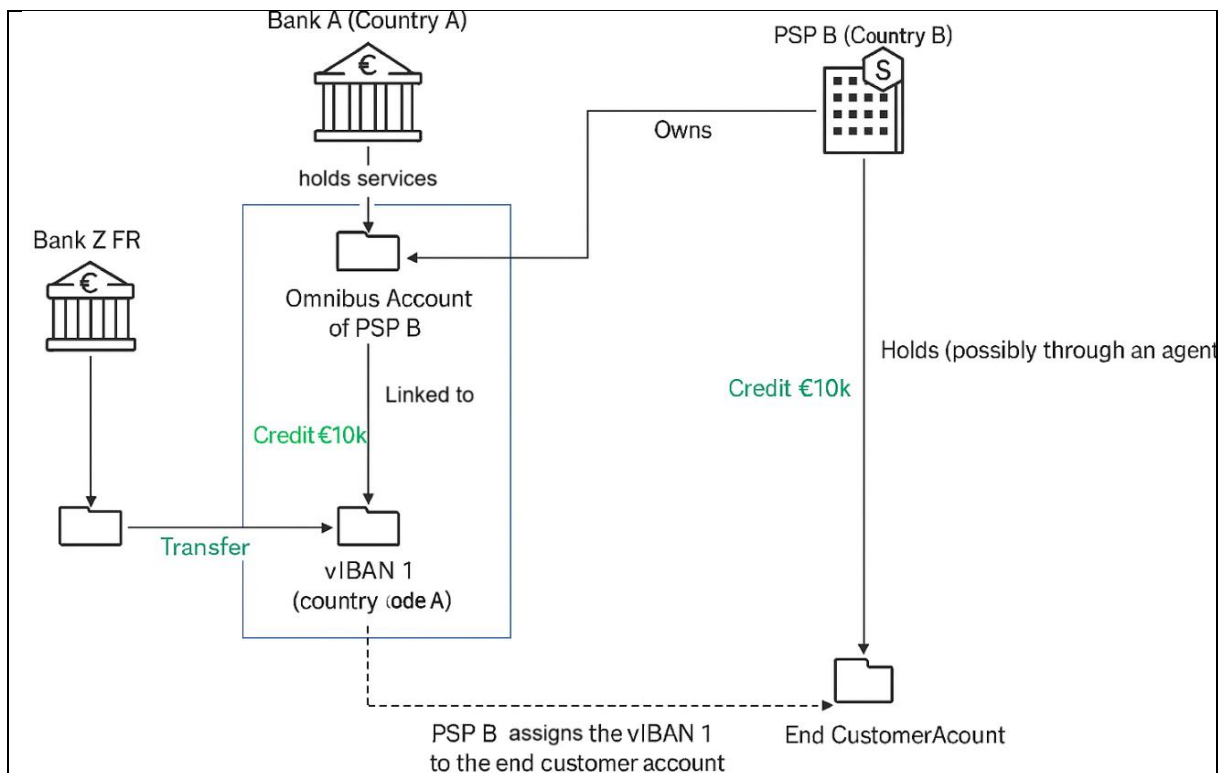 Bank A (Country A)
€
PSP B (Country B)
S
Owns
holds services
Bank Z FR
€
Omnibus Account
of PSP B
Holds (possibly through an agent
Linked to
Credit €10k
Credit €10k
Transfer
vIBAN 1
(country ode A)
PSP B assigns the vIBAN 1
to the end customer account
End CustomerAcount